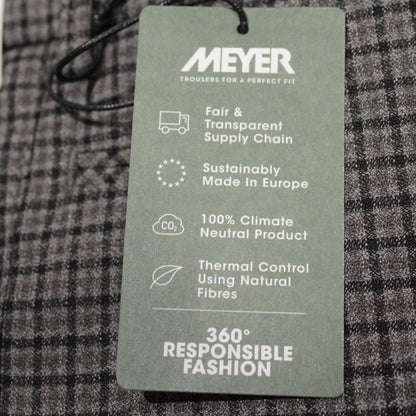 MEYER
TROUSERS FOR A PERFECT FIT
Fair &
Transparent
Supply Chain
Sustainably
Made In Europe
CO₂
100% Climate
Neutral Product
Thermal Control
Using Natural
Fibres
360°
RESPONSIBLE
FASHION